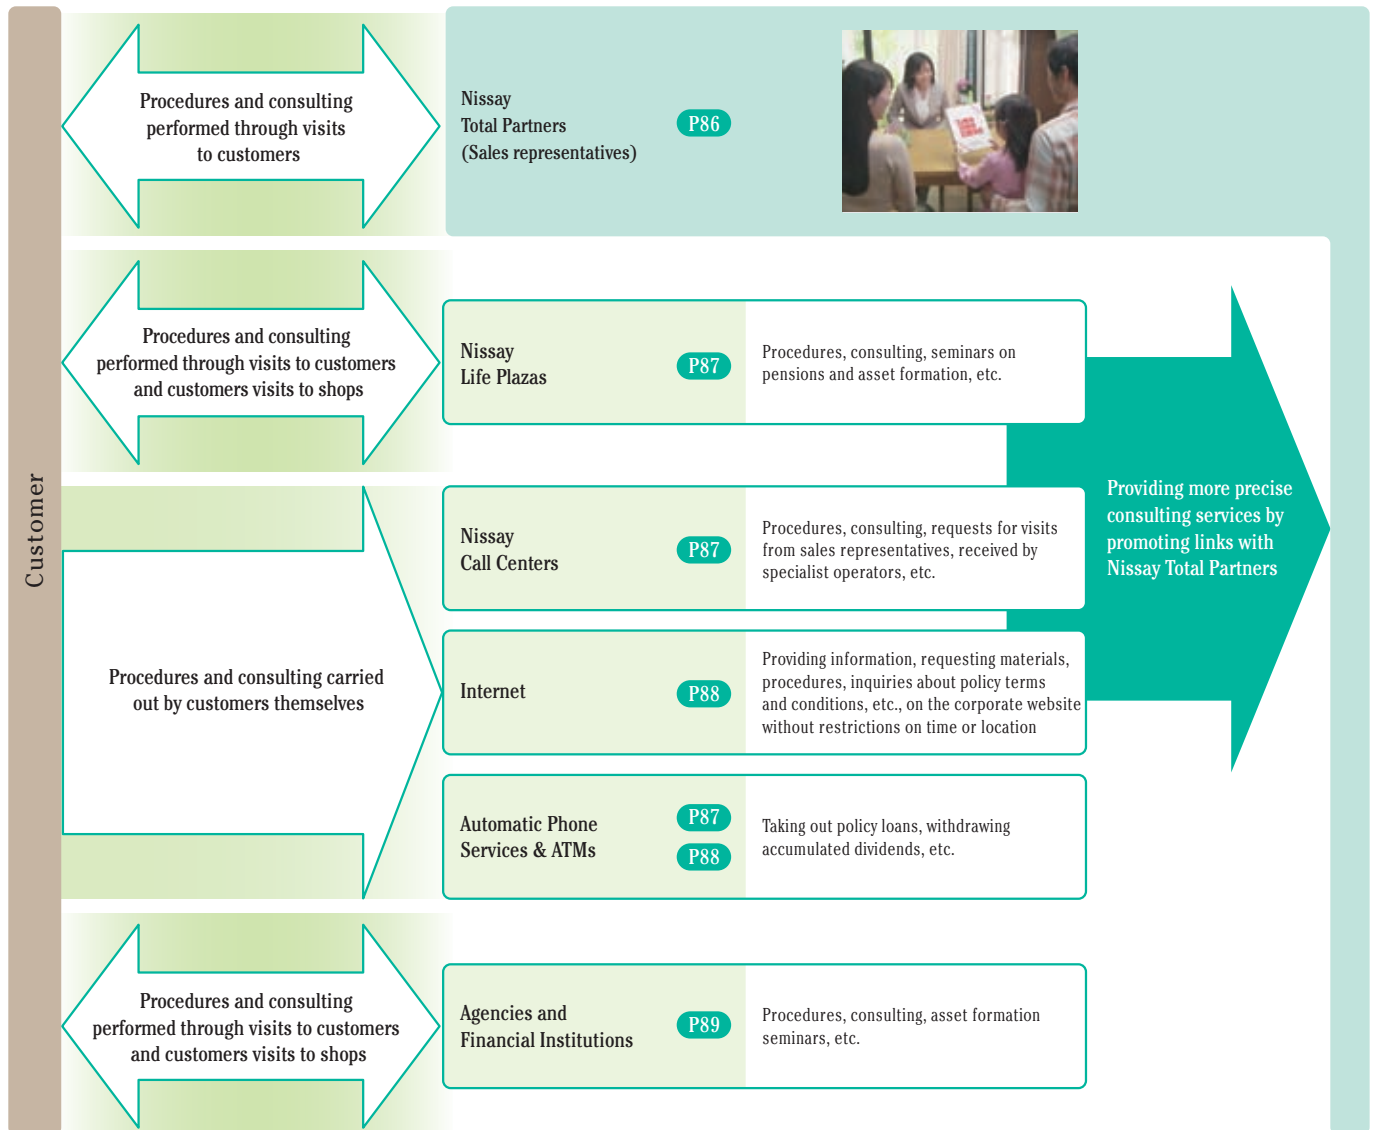 Customer
Procedures and consulting
performed through visits
to customers
Nissay
Total Partners
(Sales representatives)
P86
Procedures and consulting
performed through visits to customers
and customers visits to shops
Nissay
Life Plazas
P87
Procedures, consulting, seminars on
pensions and asset formation, etc.
Providing more precise
consulting services by
promoting links with
Nissay Total Partners
Procedures and consulting carried
out by customers themselves
Nissay
Call Centers
P87
Procedures, consulting, requests for visits
from sales representatives, received by
specialist operators, etc.
Internet
P88
Providing information, requesting materials,
procedures, inquiries about policy terms
and conditions, etc., on the corporate website
without restrictions on time or location
Automatic Phone
Services & ATMs
P87
P88
Taking out policy loans, withdrawing
accumulated dividends, etc.
Procedures and consulting
performed through visits to customers
and customers visits to shops
Agencies and
Financial Institutions
P89
Procedures, consulting, asset formation
seminars, etc.